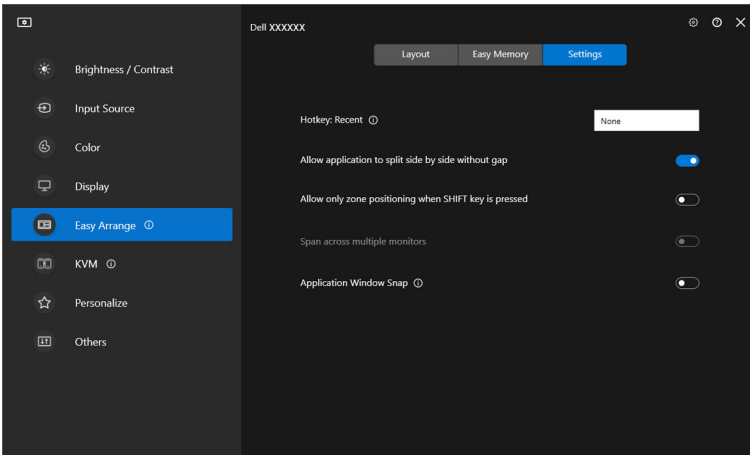 Dell XXXXXX
Layout
Easy Memory
Settings
Brightness / Contrast
Input Source
Color
Display
Easy Arrange
KVM
Personalize
Others
Hotkey: Recent
None
Allow application to split side by side without gap
Allow only zone positioning when SHIFT key is pressed
Span across multiple monitors
Application Window Snap